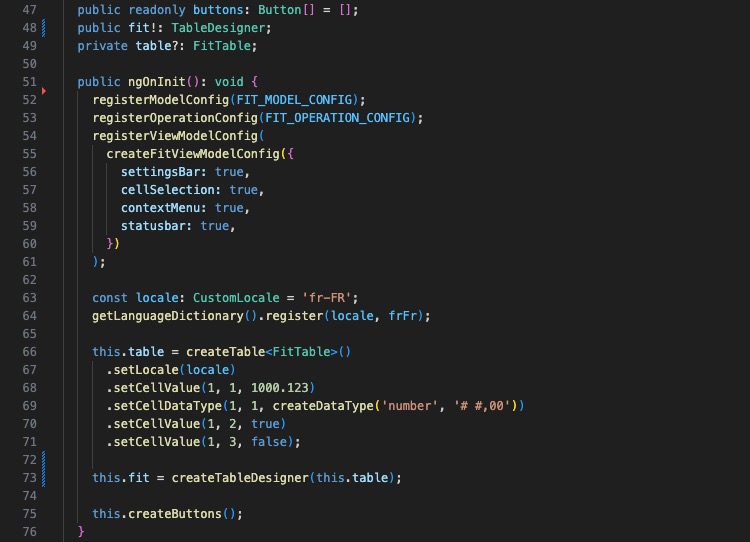 47 public readonly buttons: Button[] = [];
48 public fit!: TableDesigner;
49 private table?: FitTable;
50
51 public ngOnInit(): void {
52 registerModelConfig(FIT_MODEL_CONFIG);
53 registerOperationConfig(FIT_OPERATION_CONFIG);
54 registerViewModelConfig(
55 createFitViewModelConfig({
56 settingsBar: true,
57 cellSelection: true,
58 contextMenu: true,
59 statusbar: true,
60 })
61 );
62
63 const locale: CustomLocale = 'fr-FR';
64 getLanguageDictionary().register(locale, frFr);
65
66 this.table = createTable<FitTable>()
67 .setLocale(locale)
68 .setCellValue(1, 1, 1000.123)
69 .setCellDataType(1, 1, createDataType('number', '# #,00'))
70 .setCellValue(1, 2, true)
71 .setCellValue(1, 3, false);
72
73 this.fit = createTableDesigner(this.table);
74
75 this.createButtons();
76 }